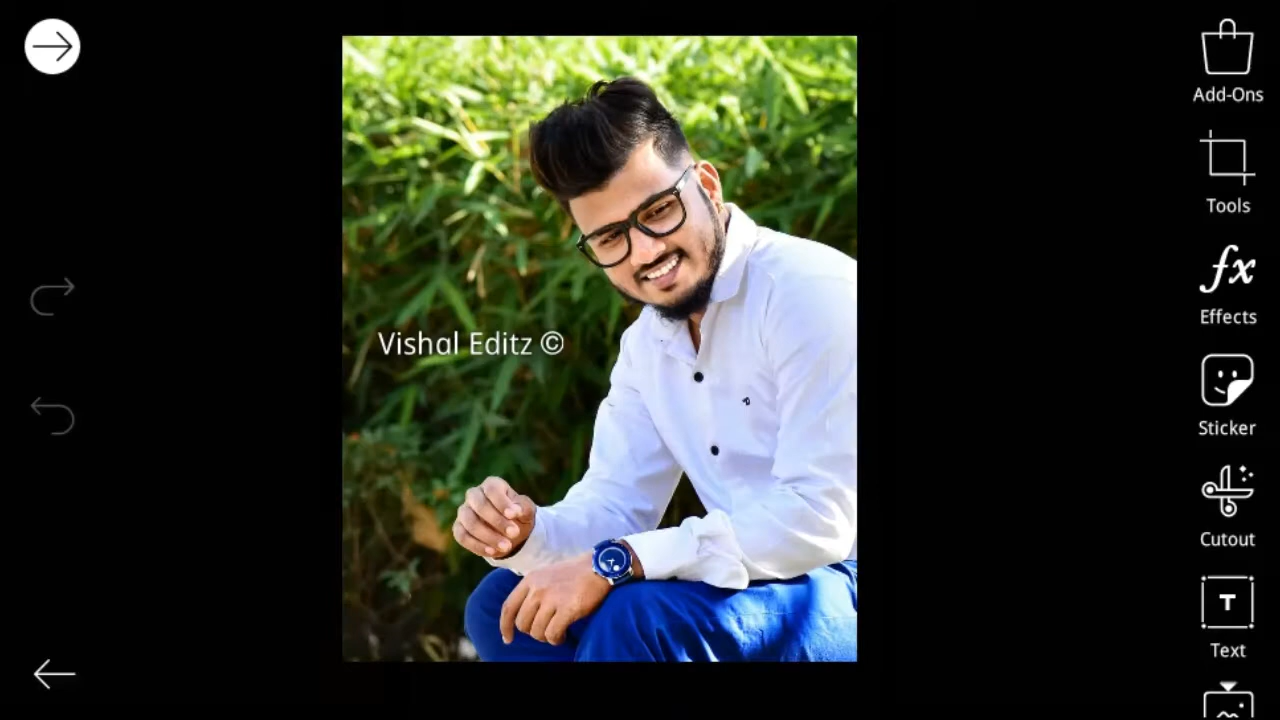 Add-Ons
Tools
fx
Effects
Vishal Editz ©
Sticker
Cutout
T
Text